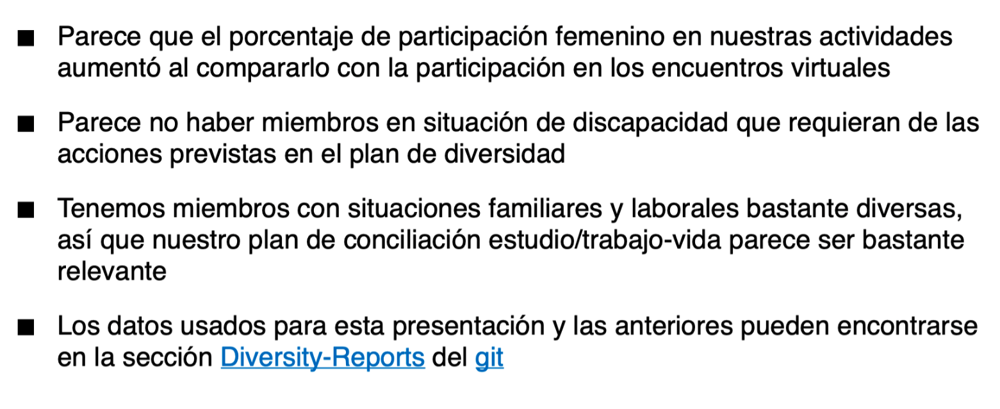 ■ Parece que el porcentaje de participación femenino en nuestras actividades
aumentó al compararlo con la participación en los encuentros virtuales
■ Parece no haber miembros en situación de discapacidad que requieran de las
acciones previstas en el plan de diversidad
■ Tenemos miembros con situaciones familiares y laborales bastante diversas,
así que nuestro plan de conciliación estudio/trabajo-vida parece ser bastante
relevante
■ Los datos usados para esta presentación y las anteriores pueden encontrarse
en la sección Diversity-Reports del git